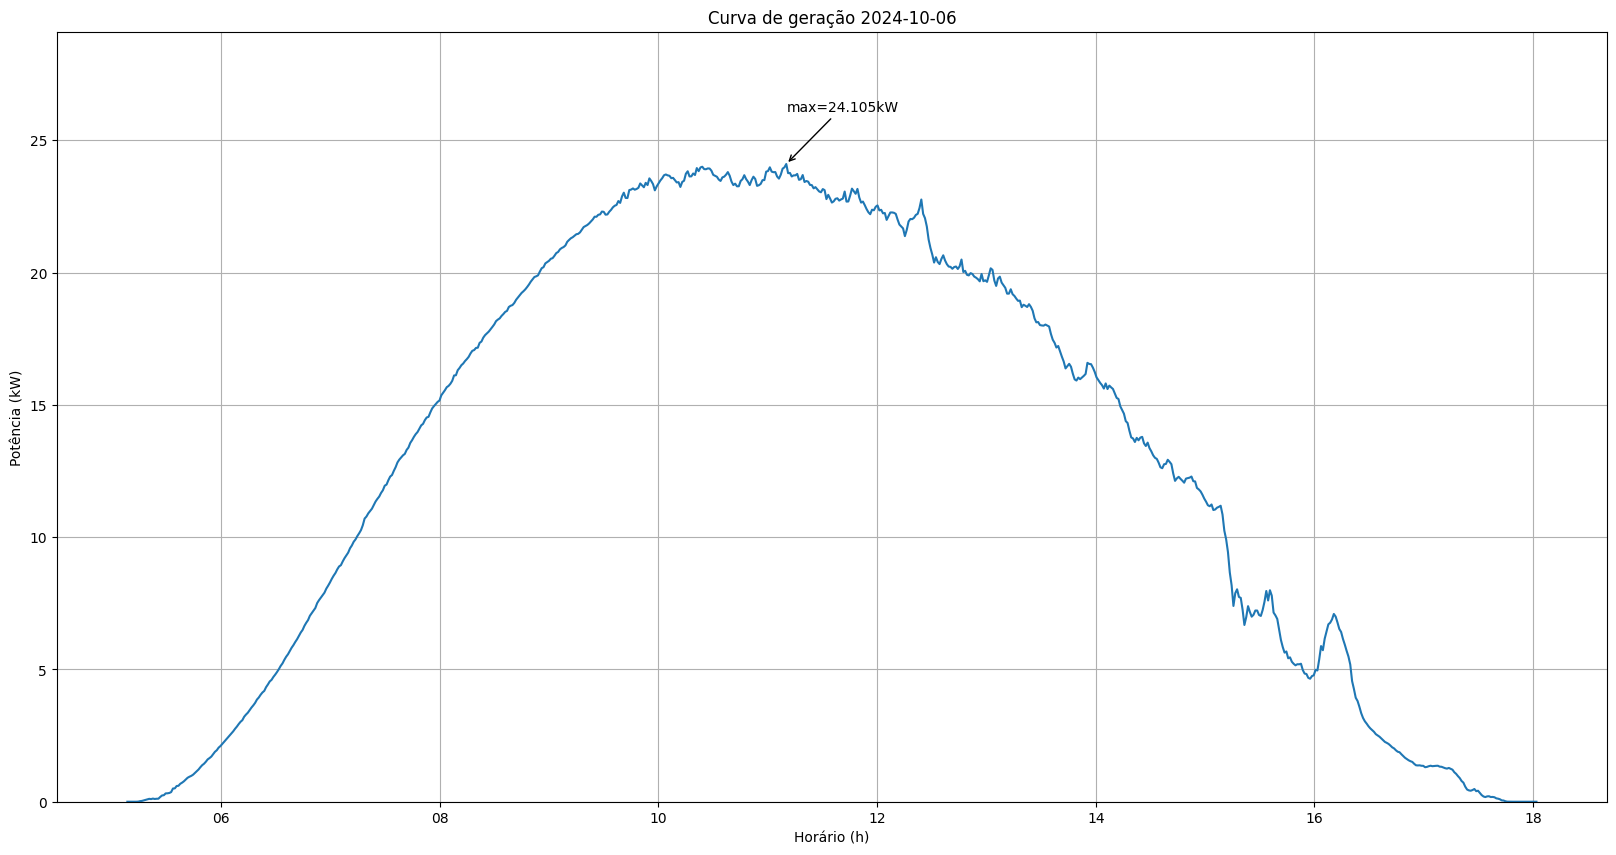 Curva de geração 2024-10-06
max=24.105kW
25
20
15
10
5
0
Potência (kW)
06 08 10 12 14 16 18
Horário (h)